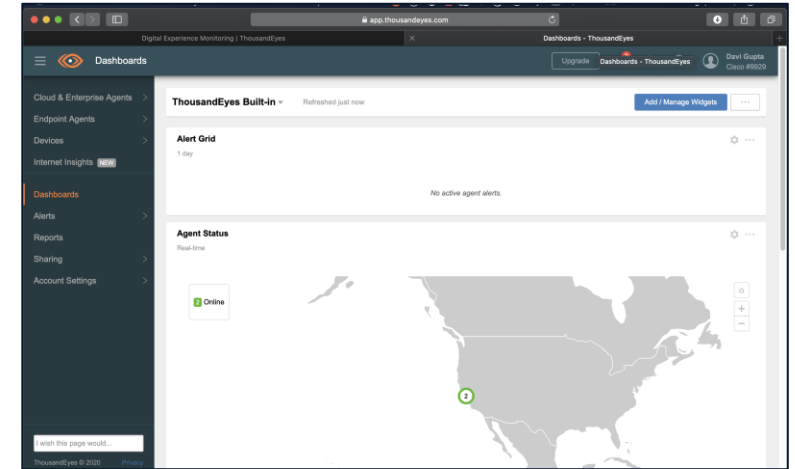 app.thousandeyes.com
Digital Experience Monitoring | ThousandEyes
Dashboards - ThousandEyes
Dashboards
Upgrade
Dashboards - ThousandEyes
Davi Gupta
Cisco #9929
Cloud & Enterprise Agents
Endpoint Agents
Devices
Internet Insights NEW
Dashboards
Alerts
Reports
Sharing
Account Settings
I wish this page would...
ThousandEyes © 2020 Privacy
ThousandEyes Built-in
Refreshed just now
Add / Manage Widgets
Alert Grid
1 day
No active agent alerts.
Agent Status
Real-time
2 Online
2